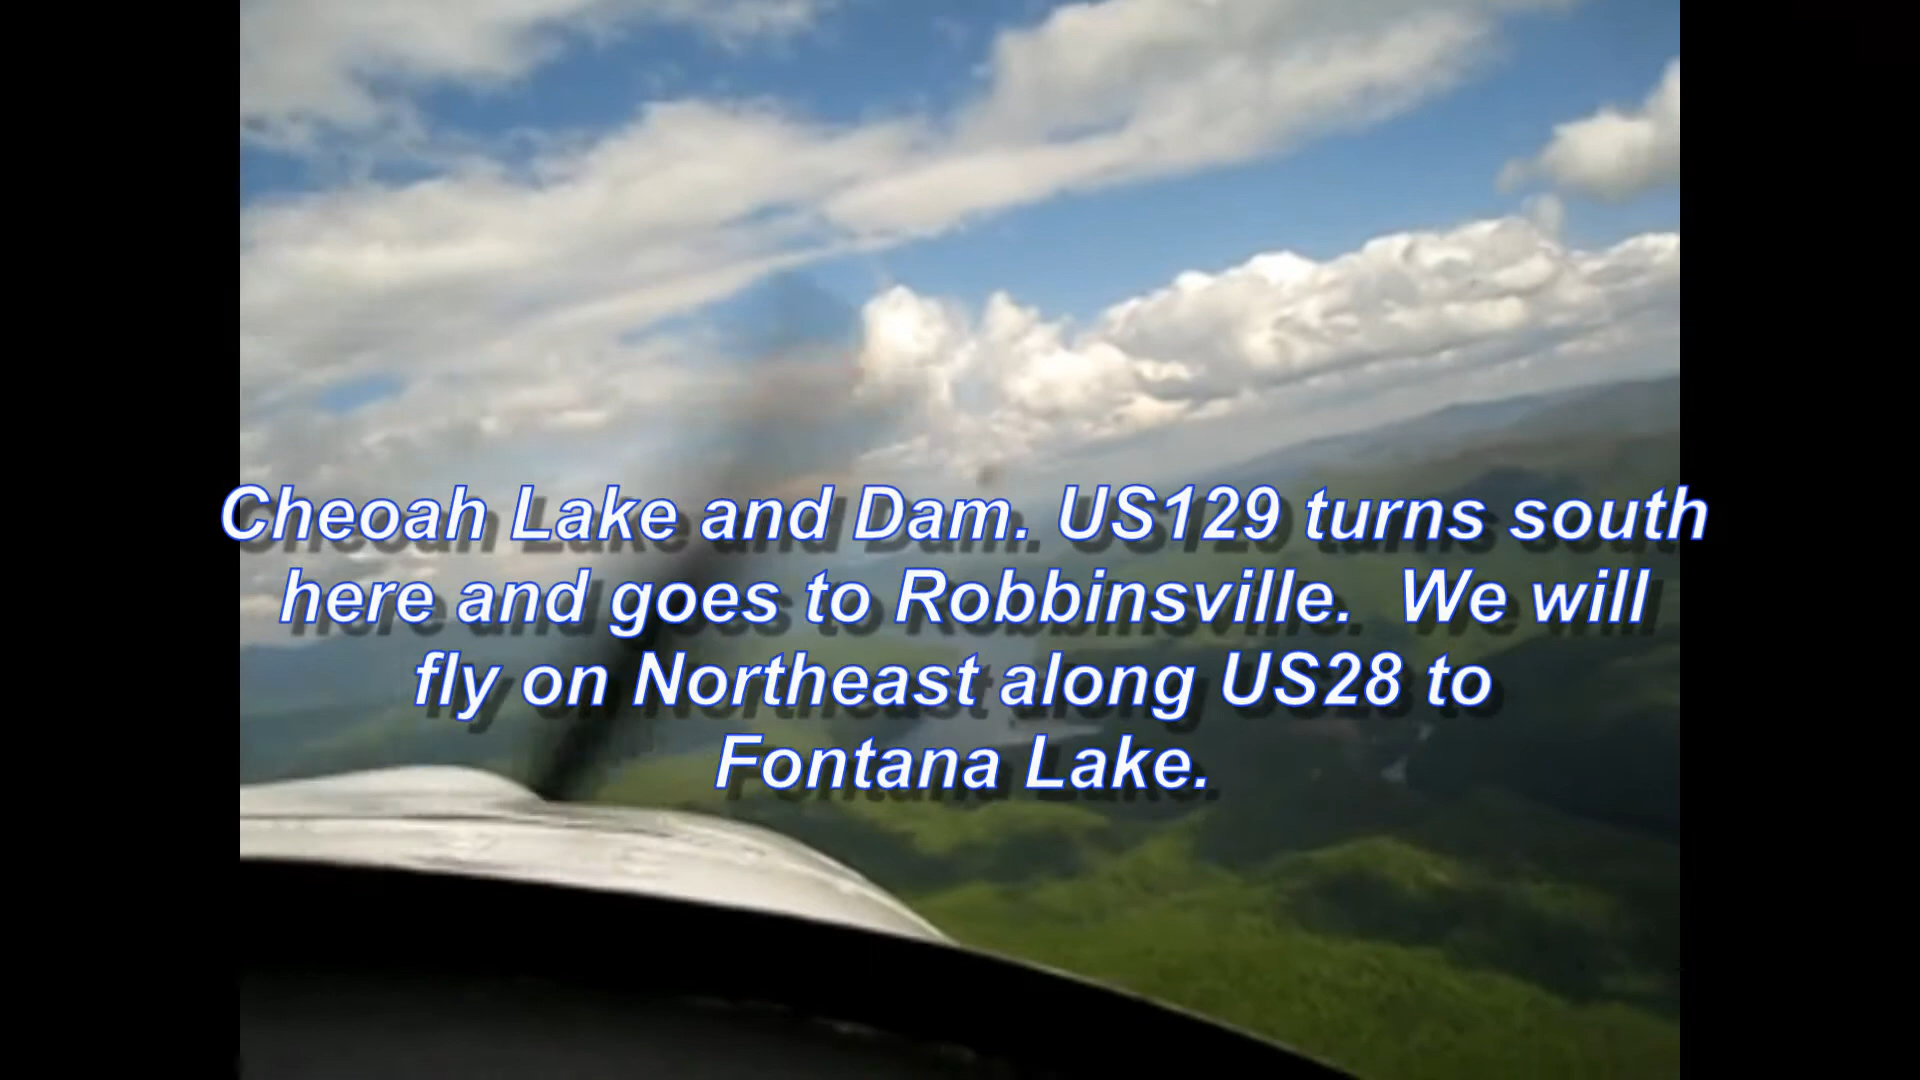 Cheoah Lake and Dam. US129 turns south
here and goes to Robbinsville.  We will
fly on Northeast along US28 to
Fontana Lake.